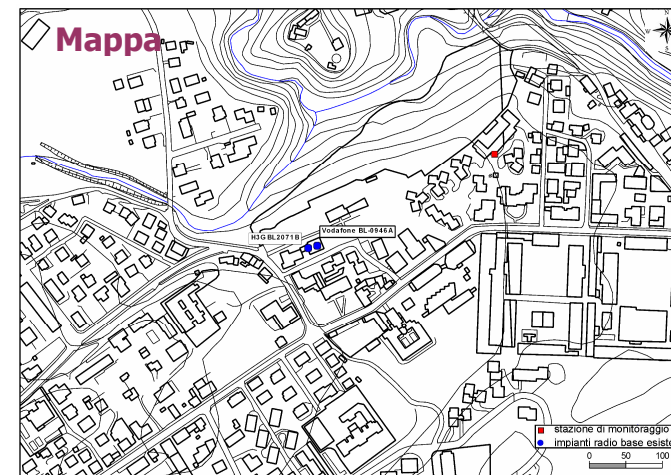 Mappa
H3G BL2071B
Vodafone BL-0946A
stazione di monitoraggio
impianti radio base esiste
0 50 100